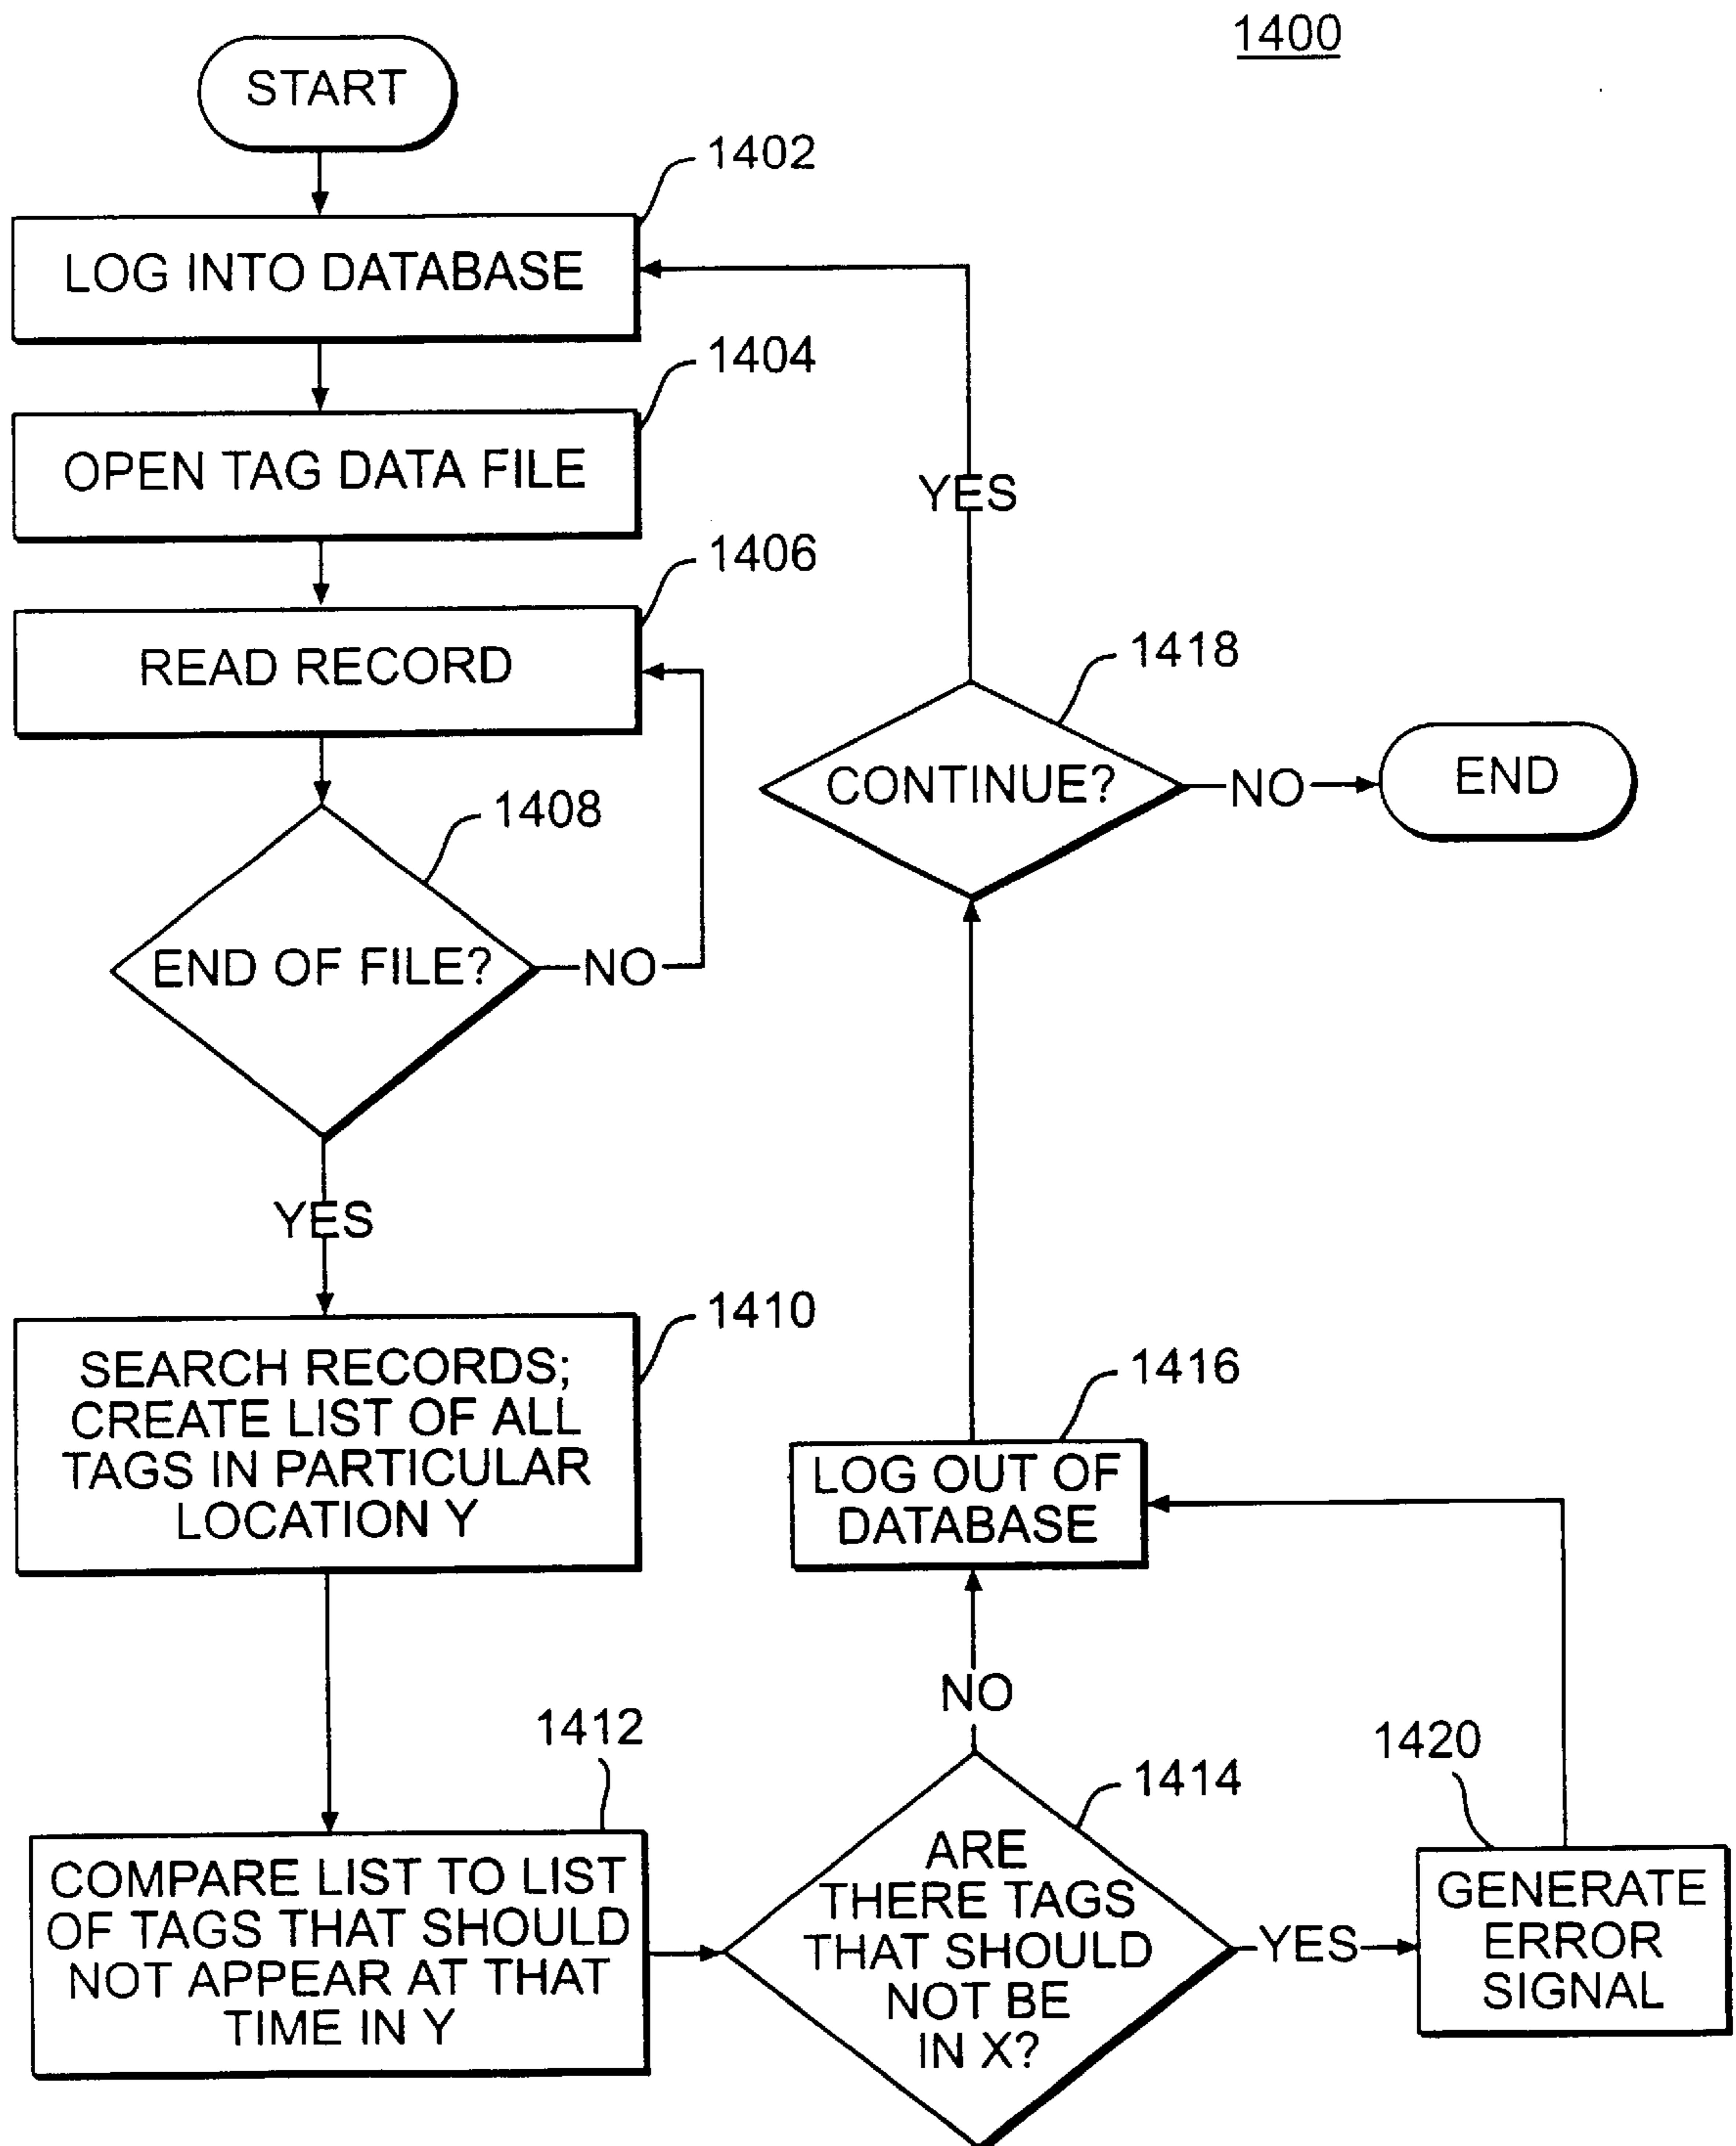 1400
START
1402
LOG INTO DATABASE
1404
OPEN TAG DATA FILE
1406
READ RECORD
1408
END OF FILE?
NO
YES
1410
SEARCH RECORDS;
CREATE LIST OF ALL
TAGS IN PARTICULAR
LOCATION Y
1412
COMPARE LIST TO LIST
OF TAGS THAT SHOULD
NOT APPEAR AT THAT
TIME IN Y
1414
ARE
THERE TAGS
THAT SHOULD
NOT BE
IN X?
YES
1420
GENERATE
ERROR
SIGNAL
NO
1416
LOG OUT OF
DATABASE
1418
CONTINUE?
YES
NO
END